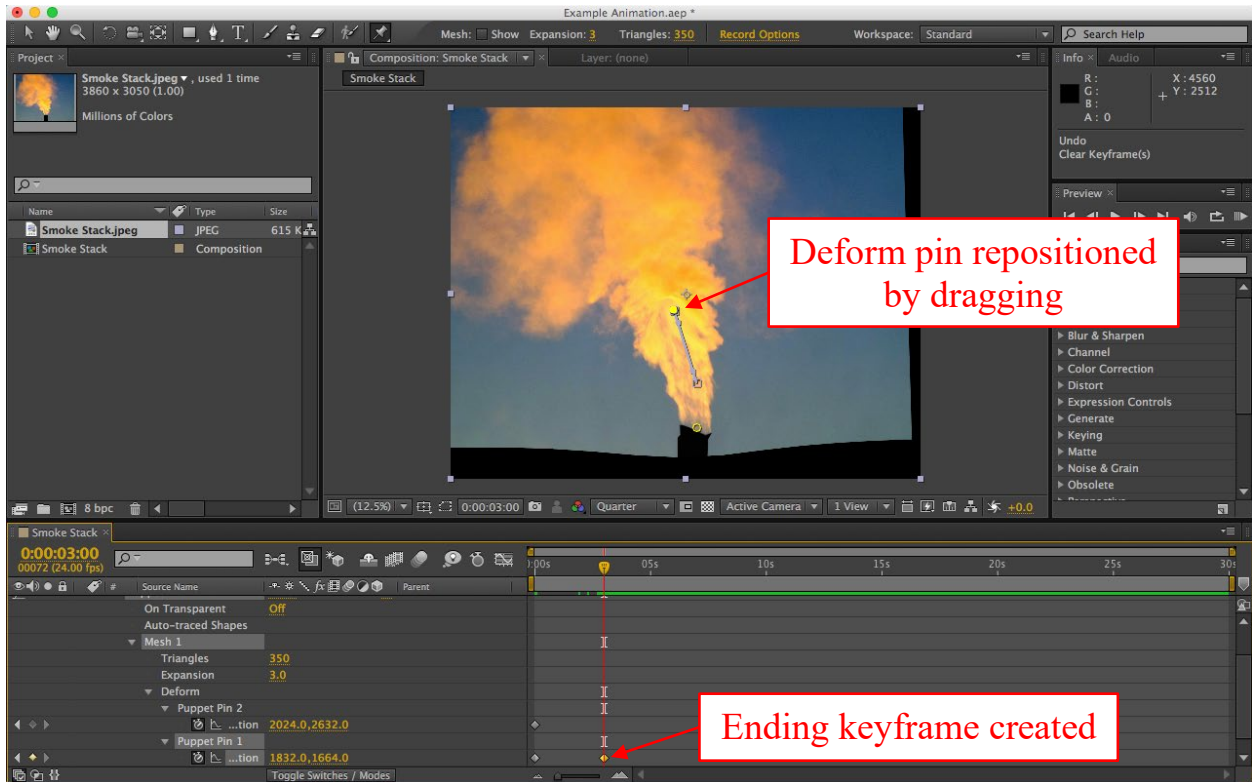 Example Animation.aep *
Mesh: Show Expansion: 3 Triangles: 350 Record Options Workspace: Standard Search Help
Project
Smoke Stack.jpeg ▼ , used 1 time
3860 x 3050 (1.00)
Millions of Colors
Name Type Size
Smoke Stack.jpeg JPEG 615 K
Smoke Stack Composition
8 bpc
Composition: Smoke Stack Layer: (none)
Smoke Stack
Deform pin repositioned
by dragging
(12.5%) 0:00:03:00 Quarter Active Camera 1 View +0.0
Info Audio
R : X : 4560
G : + Y : 2512
B :
A : 0
Undo
Clear Keyframe(s)
Preview
Blur & Sharpen
Channel
Color Correction
Distort
Expression Controls
Generate
Keying
Matte
Noise & Grain
Obsolete
Smoke Stack
0:00:03:00
00072 (24.00 fps)
05s 10s 15s 20s 25s
# Source Name Parent
On Transparent Off
Auto-traced Shapes
Mesh 1
Triangles 350
Expansion 3.0
Deform
Puppet Pin 2
...tion 2024.0,2632.0
Puppet Pin 1
...tion 1832.0,1664.0
Toggle Switches / Modes
Ending keyframe created